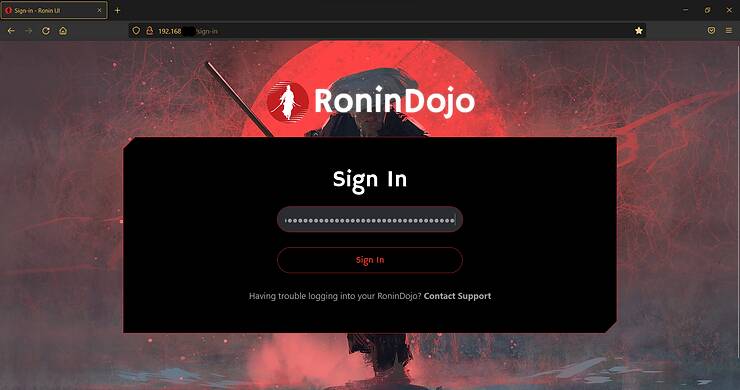 Sign-in - Ronin UI
192.168
/sign-in
RoninDojo
Sign In
Sign In
Having trouble logging into your RoninDojo? Contact Support